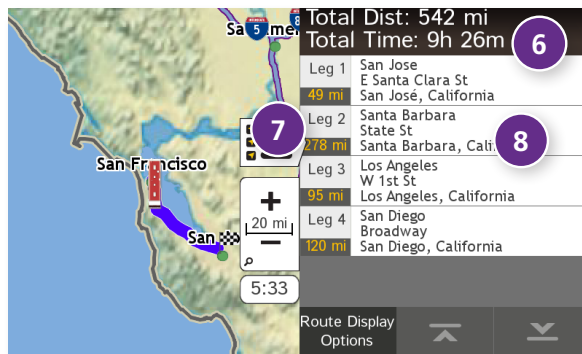 Total Dist: 542 mi
Total Time: 9h 26m
6
Leg 1
San Jose
E Santa Clara St
49 mi
San José, California
Leg 2
Santa Barbara
State St
278 mi
Santa Barbara, Cali
8
Leg 3
Los Angeles
W 1st St
95 mi
Los Angeles, California
Leg 4
San Diego
Broadway
120 mi
San Diego, California
Route Display
Options
5
8
7
San Francisco
+
20 mi
−
San
5:33